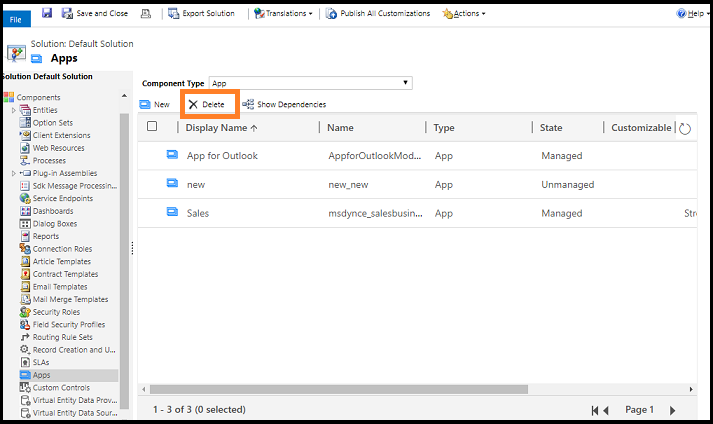 File Save and Close Export Solution Translations Publish All Customizations Actions Help
Solution: Default Solution
Apps
Solution Default Solution
Components
Entities
Option Sets
Client Extensions
Web Resources
Processes
Plug-in Assemblies
Sdk Message Processin...
Service Endpoints
Dashboards
Dialog Boxes
Reports
Connection Roles
Article Templates
Contract Templates
Email Templates
Mail Merge Templates
Security Roles
Field Security Profiles
Routing Rule Sets
Record Creation and U...
SLAs
Apps
Custom Controls
Virtual Entity Data Prov...
Virtual Entity Data Sour...
Component Type App
New Delete Show Dependencies
Display Name Name Type State Customizable
App for Outlook AppforOutlookMod... App Managed
new new_new App Unmanaged
Sales msdynce_salesbusin... App Managed Str
1 - 3 of 3 (0 selected) Page 1